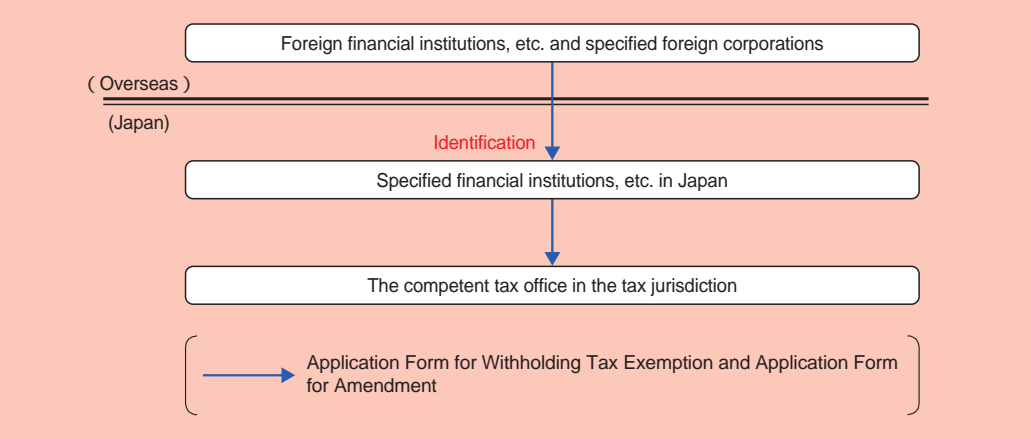 Foreign financial institutions, etc. and specified foreign corporations
( Overseas )
(Japan)
Identification
Specified financial institutions, etc. in Japan
The competent tax office in the tax jurisdiction
Application Form for Withholding Tax Exemption and Application Form
for Amendment